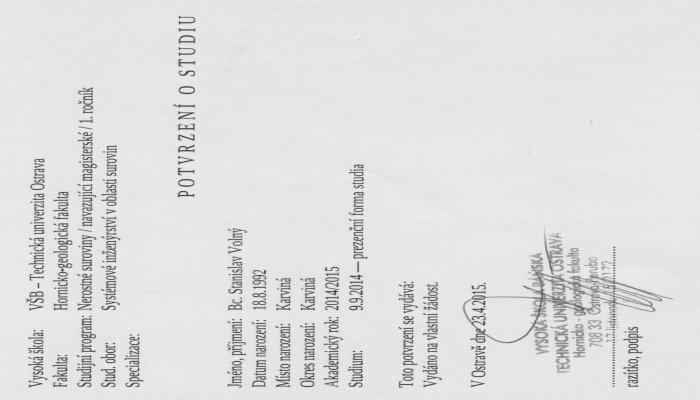 Vysoká škola: VŠB – Technická univerzita Ostrava
Fakulta: Hornicko-geologická fakulta
Studijní program: Nerostné suroviny / navazující magisterské / 1. ročník
Stud. obor: Systémové inženýrství v oblasti surovin
Specializace:
POTVRZENÍ O STUDIU
Jméno, příjmení: Bc. Stanislav Volný
Datum narození: 18.8.1992
Místo narození: Karviná
Okres narození: Karviná
Akademický rok: 2014/2015
Studium: 9.9.2014 — prezenční forma studia
Toto potvrzení se vydává:
Vydáno na vlastní žádost.
V Ostravě dne 23.4.2015.
VYSOKÁ ŠKOLA BÁŇSKÁ
TECHNICKÁ UNIVERZITA OSTRAVA
Hornicko - geologická fakulta
708 33 Ostrava-Poruba
razítko, podpis